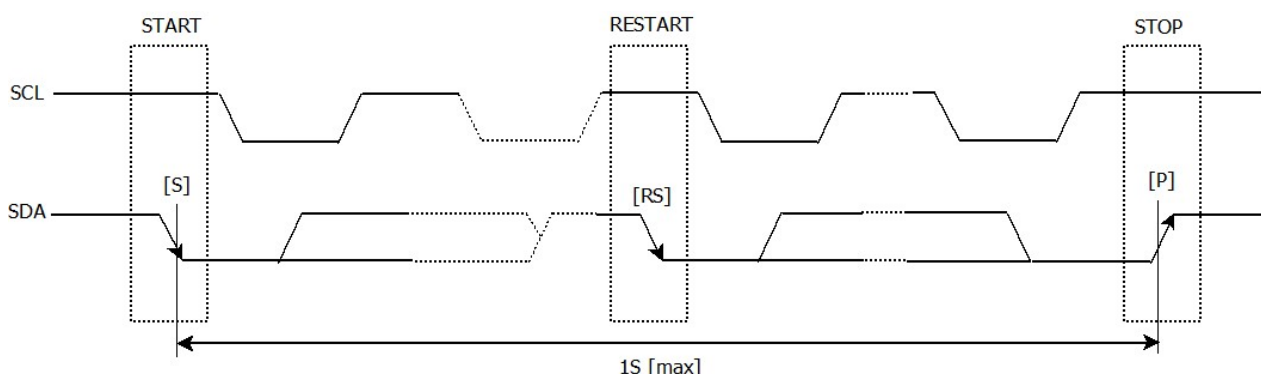 START
RESTART
STOP
SCL
[S]
[RS]
[P]
SDA
1S [max]